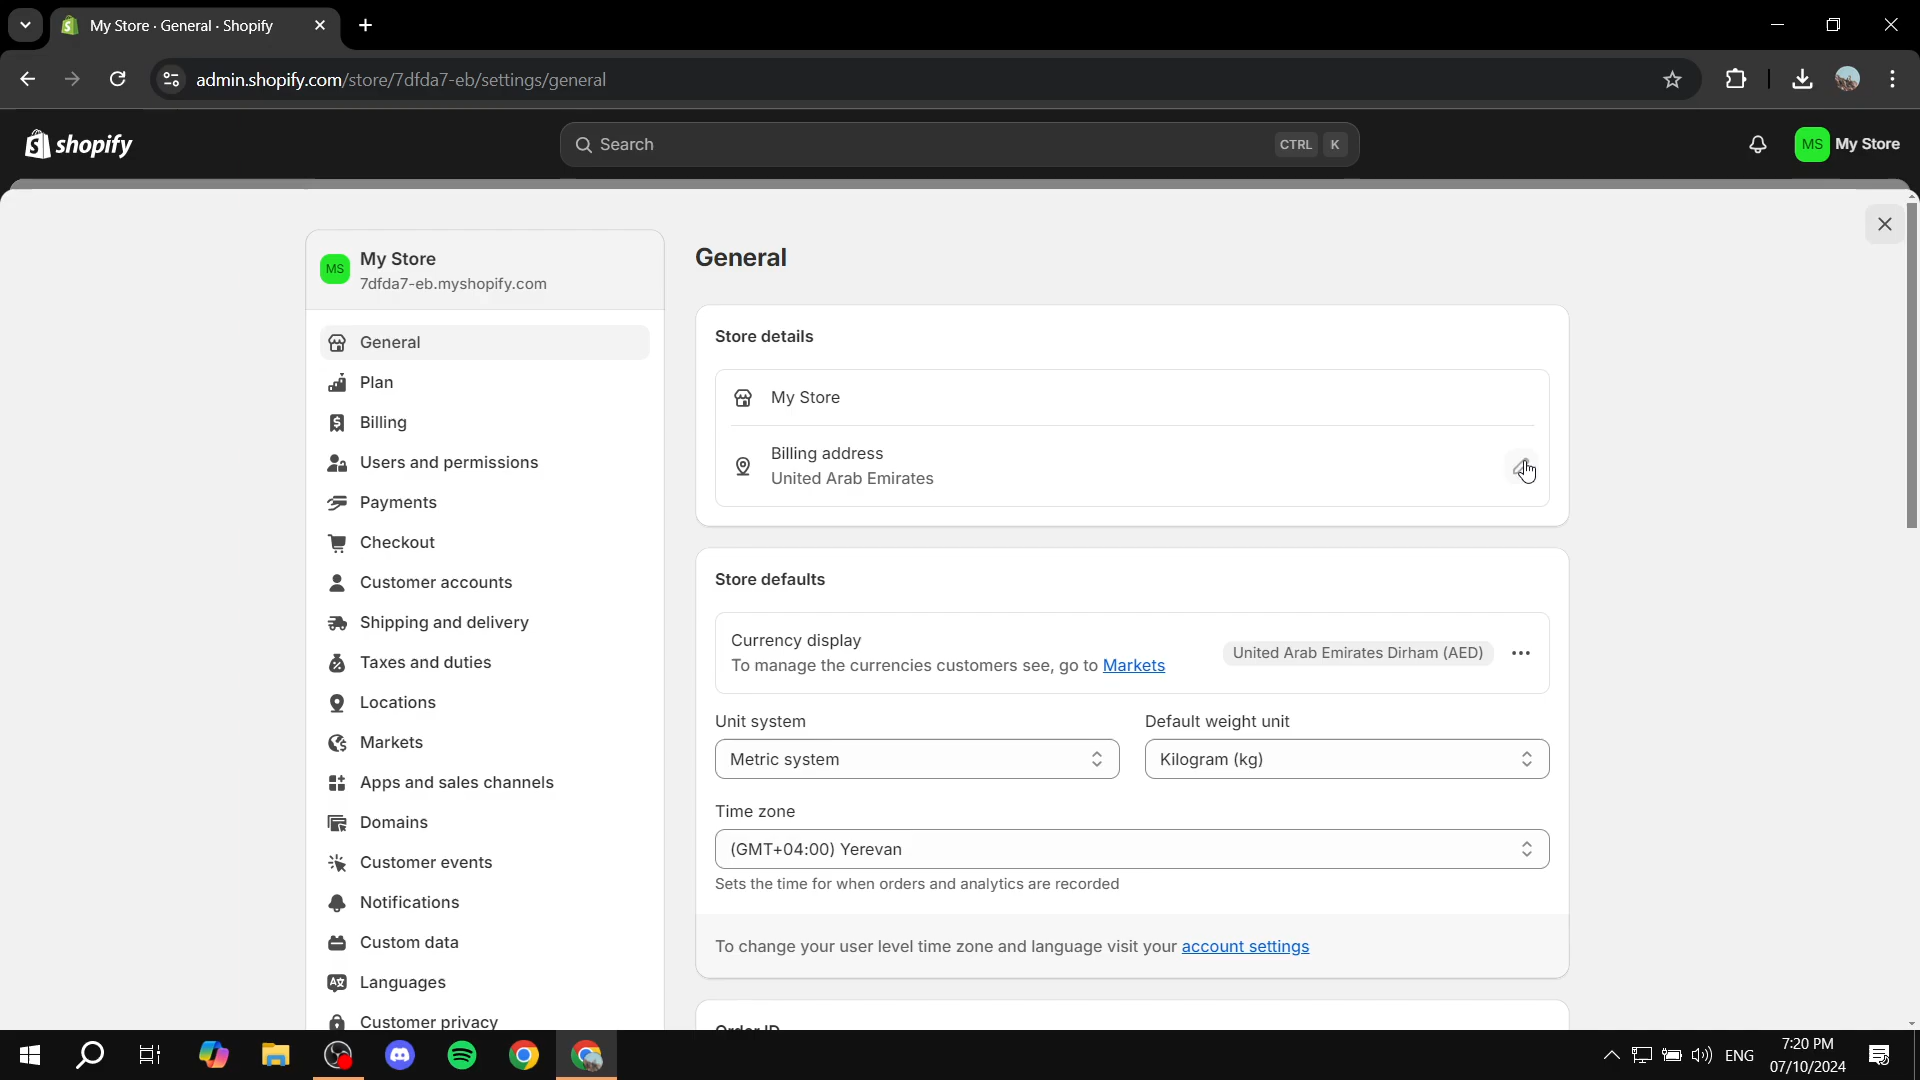 My Store · General · Shopify
admin.shopify.com/store/7dfda7-eb/settings/general
shopify
Search
CTRL K
MS My Store
MS
My Store
7dfda7-eb.myshopify.com
General
Plan
Billing
Users and permissions
Payments
Checkout
Customer accounts
Shipping and delivery
Taxes and duties
Locations
Markets
Apps and sales channels
Domains
Customer events
Notifications
Custom data
Languages
Customer privacy
General
Store details
My Store
Billing address
United Arab Emirates
Store defaults
Currency display
To manage the currencies customers see, go to Markets
United Arab Emirates Dirham (AED)
Unit system
Default weight unit
Metric system
Kilogram (kg)
Time zone
(GMT+04:00) Yerevan
Sets the time for when orders and analytics are recorded
To change your user level time zone and language visit your account settings
Order ID
ENG
7:20 PM
07/10/2024